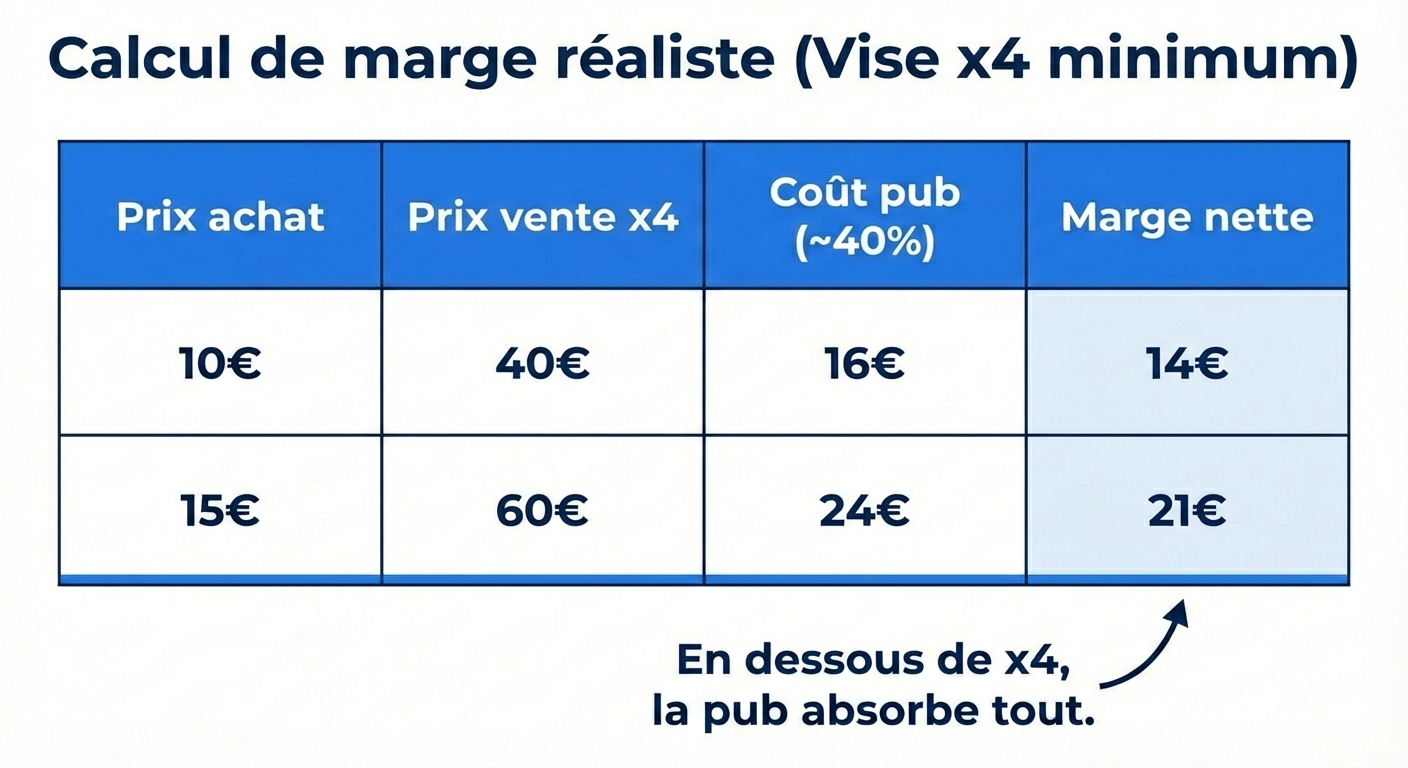 Calcul de marge réaliste (Vise x4 minimum)
Prix achat
Prix vente x4
Coût pub
(~40%)
Marge nette
10€
40€
16€
14€
15€
60€
24€
21€
En dessous de x4,
la pub absorbe tout.